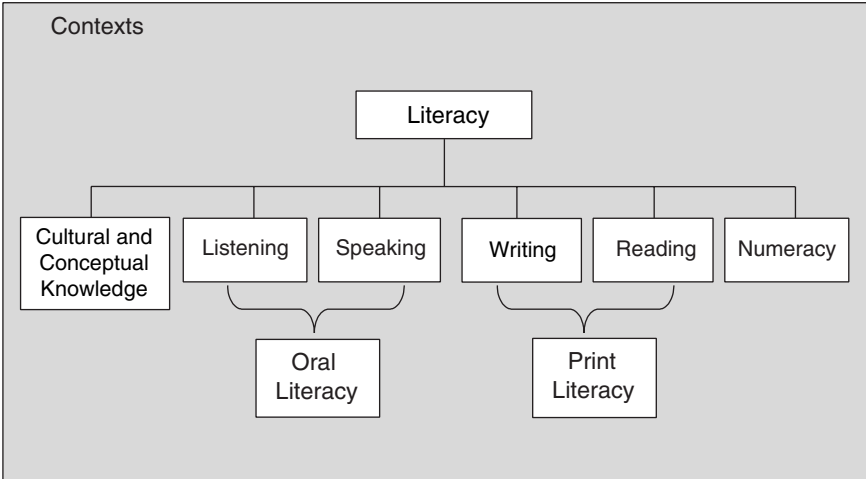 Contexts
Literacy
Cultural and
Conceptual
Knowledge
Listening
Speaking
Writing
Reading
Numeracy
Oral
Literacy
Print
Literacy